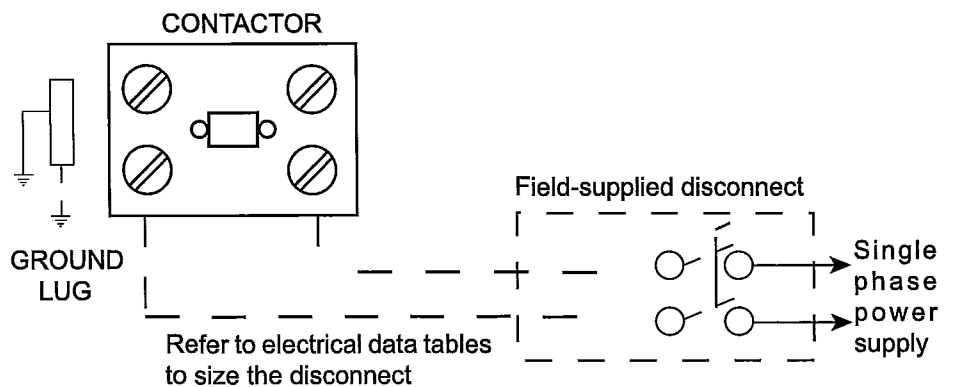 CONTACTOR
GROUND
LUG
Field-supplied disconnect
Single
phase
power
supply
Refer to electrical data tables
to size the disconnect